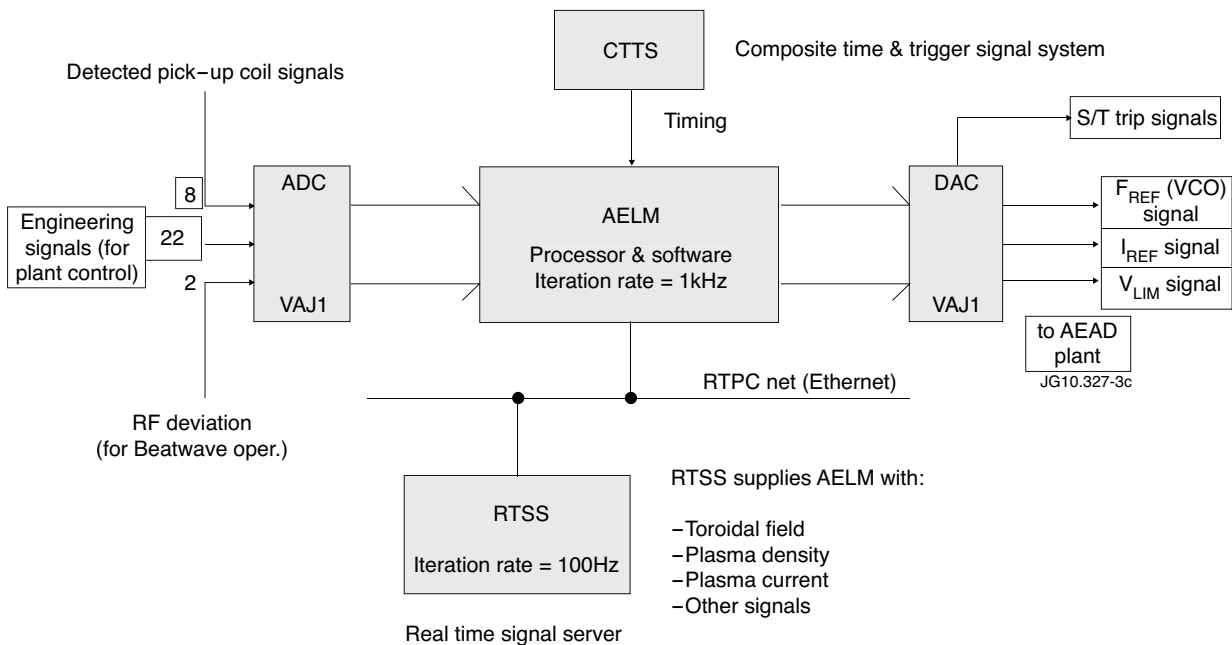 CTTS
Composite time & trigger signal system
Detected pick-up coil signals
Timing
S/T trip signals
8
Engineering
signals (for
plant control)
22
2
ADC
VAJ1
AELM
Processor & software
Iteration rate = 1kHz
DAC
VAJ1
F_REF (VCO)
signal
I_REF signal
V_LIM signal
to AEAD
plant
JG10.327-3c
RTPC net (Ethernet)
RF deviation
(for Beatwave oper.)
RTSS
Iteration rate = 100Hz
Real time signal server
RTSS supplies AELM with:
-Toroidal field
-Plasma density
-Plasma current
-Other signals